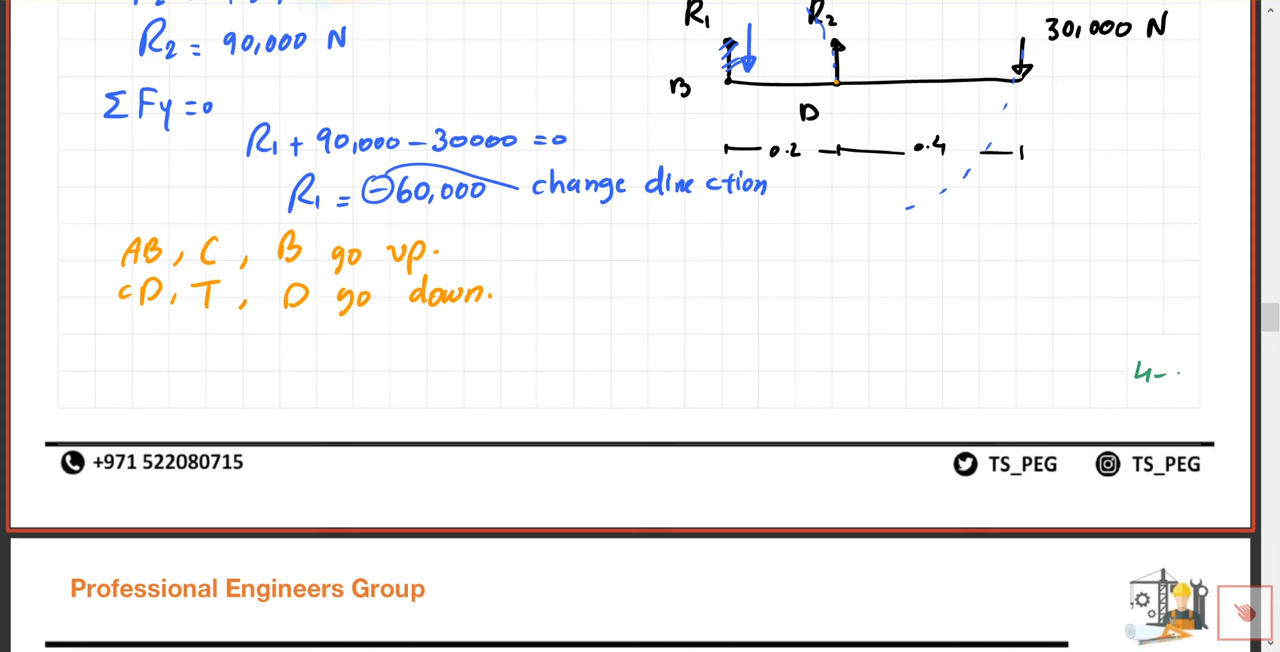 R₂ = 90,000 N
ΣFy=0
R₁ + 90,000 – 30000 = 0
R₁ = –60,000 change direction
AB, C, B go up.
CD, T, D go down.
R₁ R₂ 30,000 N
B
D
0.2 0.4
4-
+971 522080715
TS_PEG TS_PEG
Professional Engineers Group